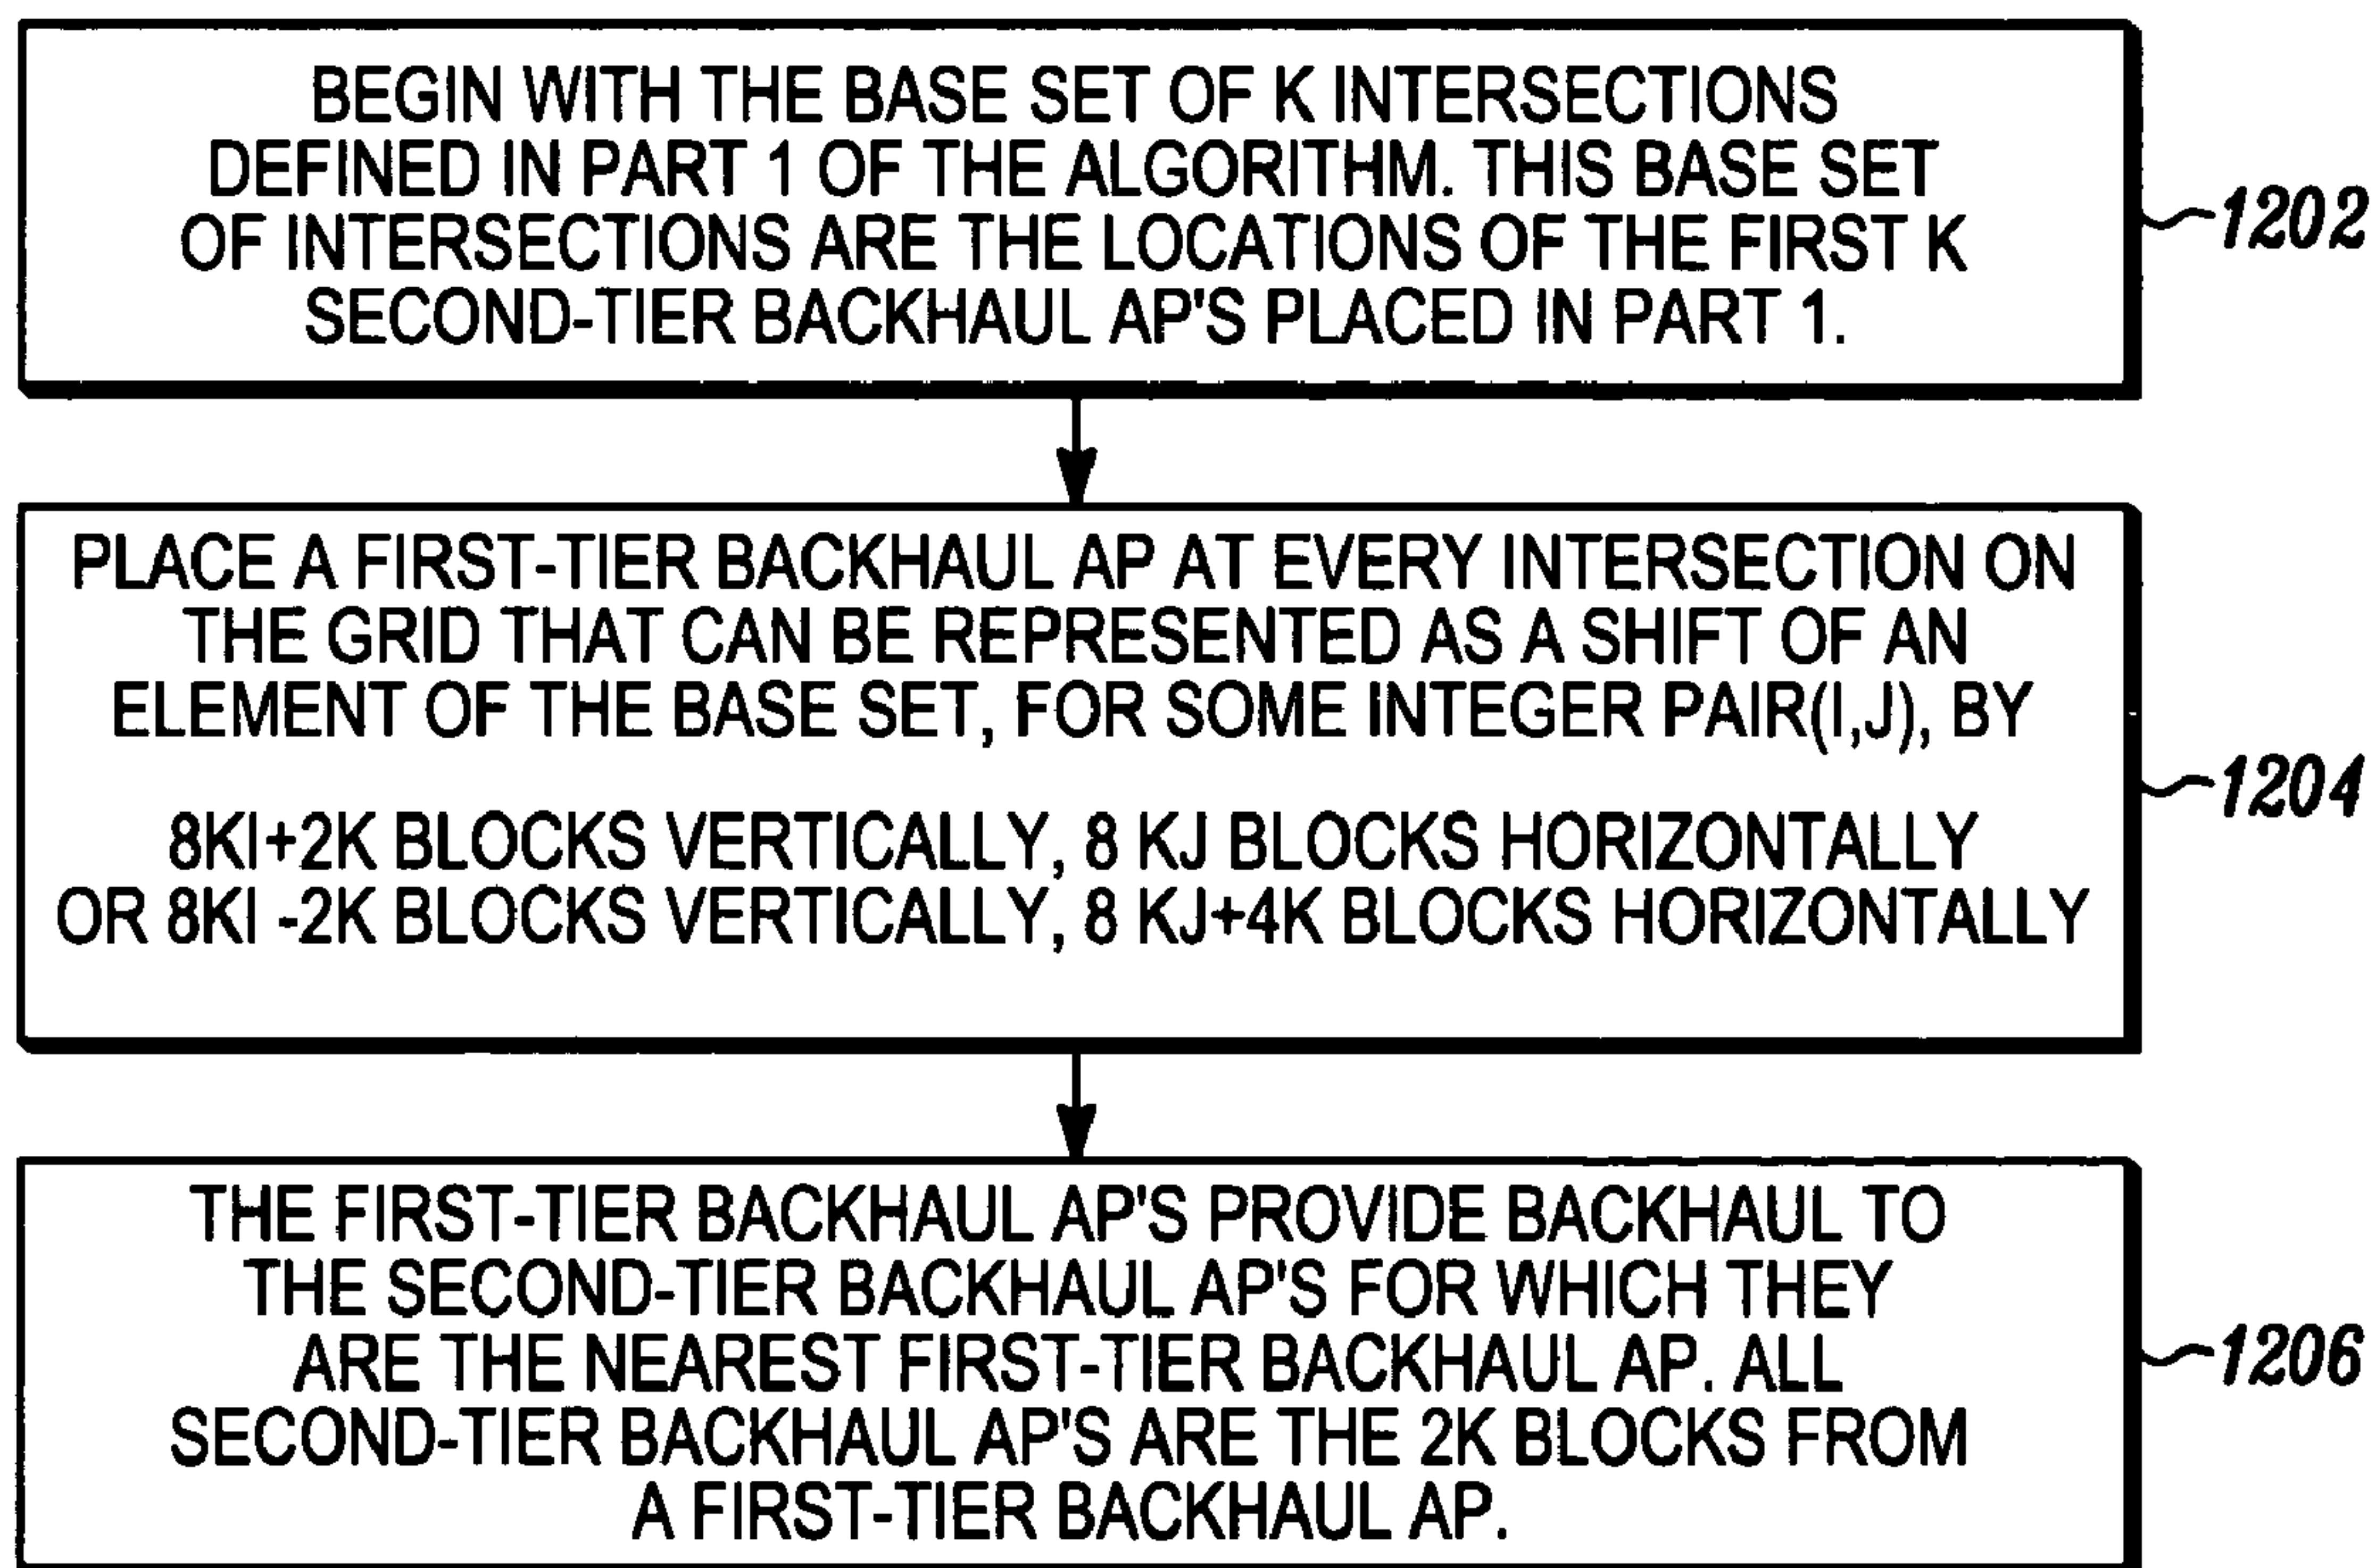 BEGIN WITH THE BASE SET OF K INTERSECTIONS
DEFINED IN PART 1 OF THE ALGORITHM. THIS BASE SET
OF INTERSECTIONS ARE THE LOCATIONS OF THE FIRST K
SECOND-TIER BACKHAUL AP'S PLACED IN PART 1.
1202
PLACE A FIRST-TIER BACKHAUL AP AT EVERY INTERSECTION ON
THE GRID THAT CAN BE REPRESENTED AS A SHIFT OF AN
ELEMENT OF THE BASE SET, FOR SOME INTEGER PAIR(I,J), BY
8KI+2K BLOCKS VERTICALLY, 8 KJ BLOCKS HORIZONTALLY
OR 8KI -2K BLOCKS VERTICALLY, 8 KJ+4K BLOCKS HORIZONTALLY
1204
THE FIRST-TIER BACKHAUL AP'S PROVIDE BACKHAUL TO
THE SECOND-TIER BACKHAUL AP'S FOR WHICH THEY
ARE THE NEAREST FIRST-TIER BACKHAUL AP. ALL
SECOND-TIER BACKHAUL AP'S ARE THE 2K BLOCKS FROM
A FIRST-TIER BACKHAUL AP.
1206